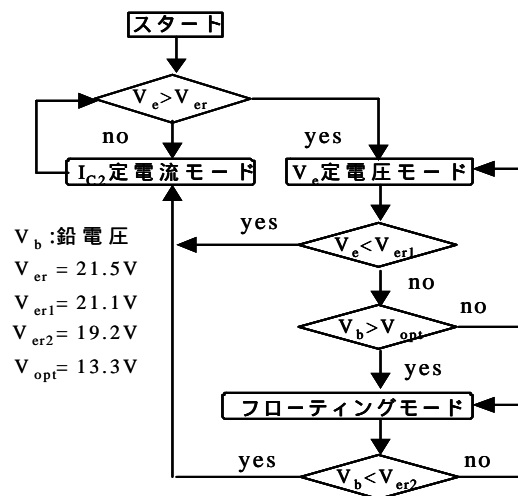 スタート
Ve>Ver
no
yes
IC2定電流モード
Ve定電圧モード
yes
Ve<Ver1
no
Vb:鉛電圧
Ver = 21.5V
Ver1 = 21.1V
Ver2 = 19.2V
Vopt= 13.3V
Vb>Vopt
no
yes
フローティングモード
yes
Vb<Ver2
no